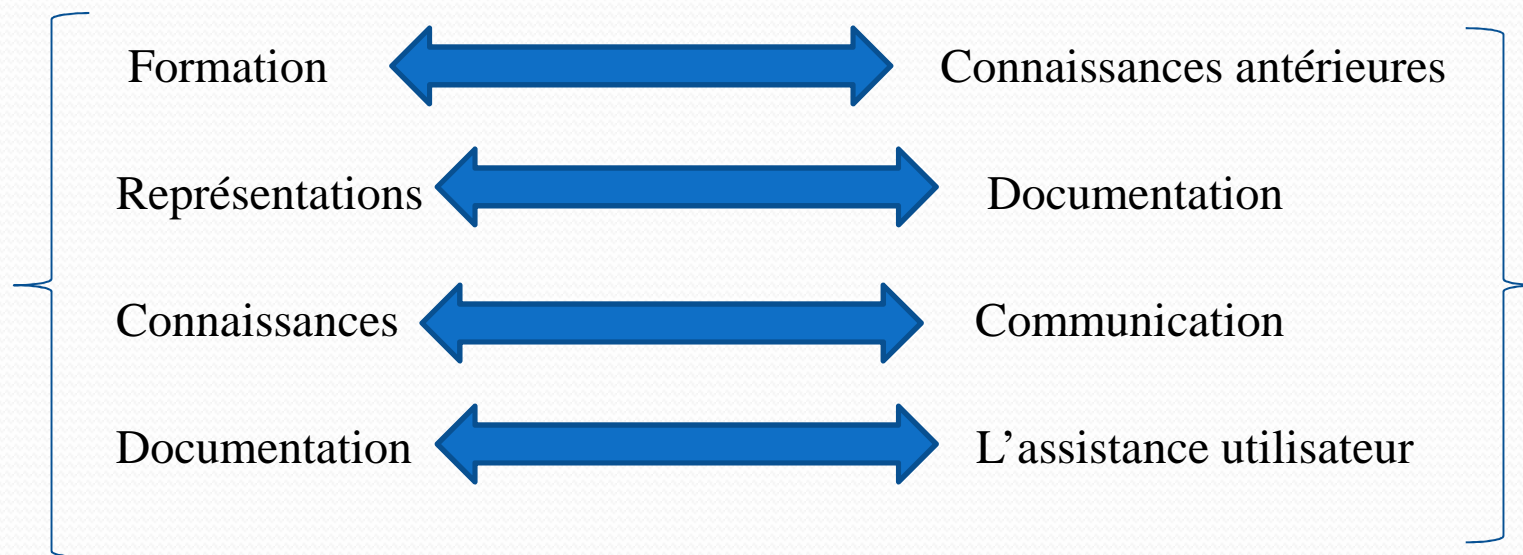 Formation Connaissances antérieures
Représentations Documentation
Connaissances Communication
Documentation L’assistance utilisateur